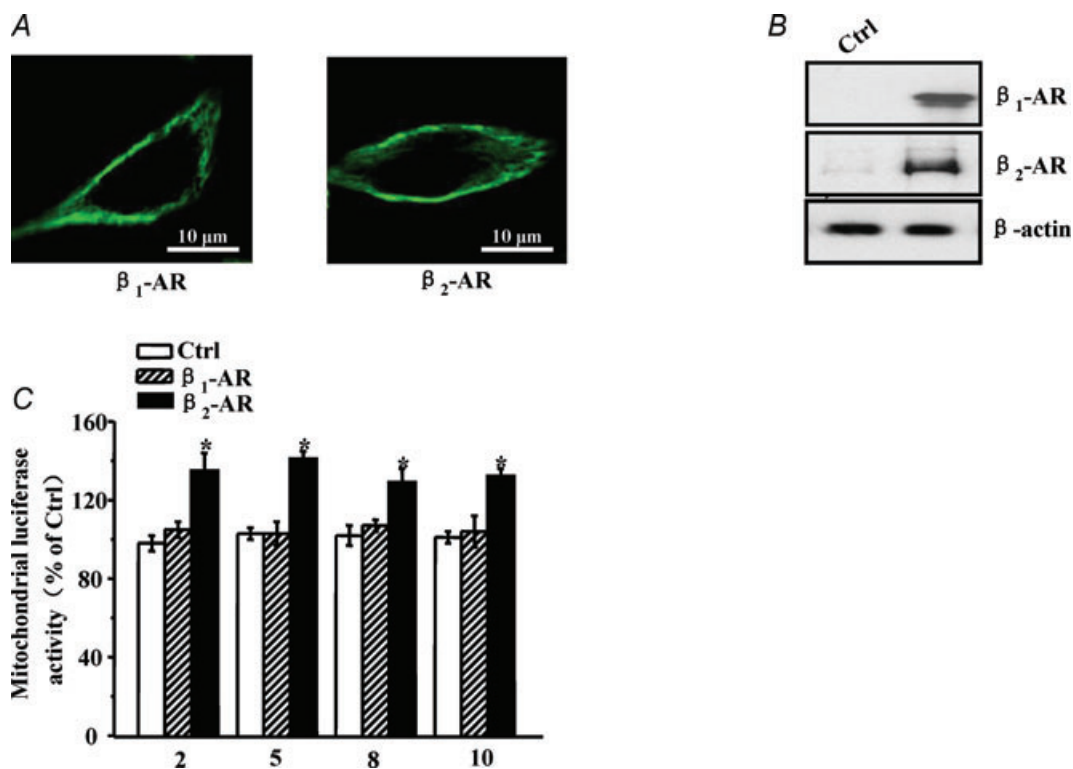 A
10 µm
β1-AR
10 µm
β2-AR
B
Ctrl
β1-AR
β2-AR
β-actin
C
Ctrl
β1-AR
β2-AR
Mitochondrial luciferase
activity (% of Ctrl)
160
120
80
40
0
* * * *
2 5 8 10